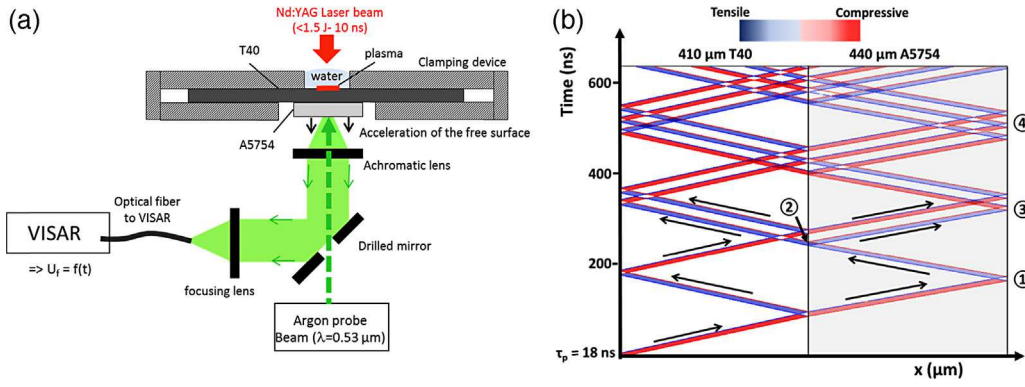 (a)
Nd:YAG Laser beam
(<1.5 J- 10 ns)
T40
plasma
water
Clamping device
A5754
Acceleration of the free surface
Achromatic lens
Optical fiber
to VISAR
VISAR
=> Uf = f(t)
Drilled mirror
focusing lens
Argon probe
Beam (λ=0.53 µm)
(b)
Tensile
Compressive
410 µm T40
440 µm A5754
Time (ns)
600
400
200
τp = 18 ns
x (µm)
④
③
②
①